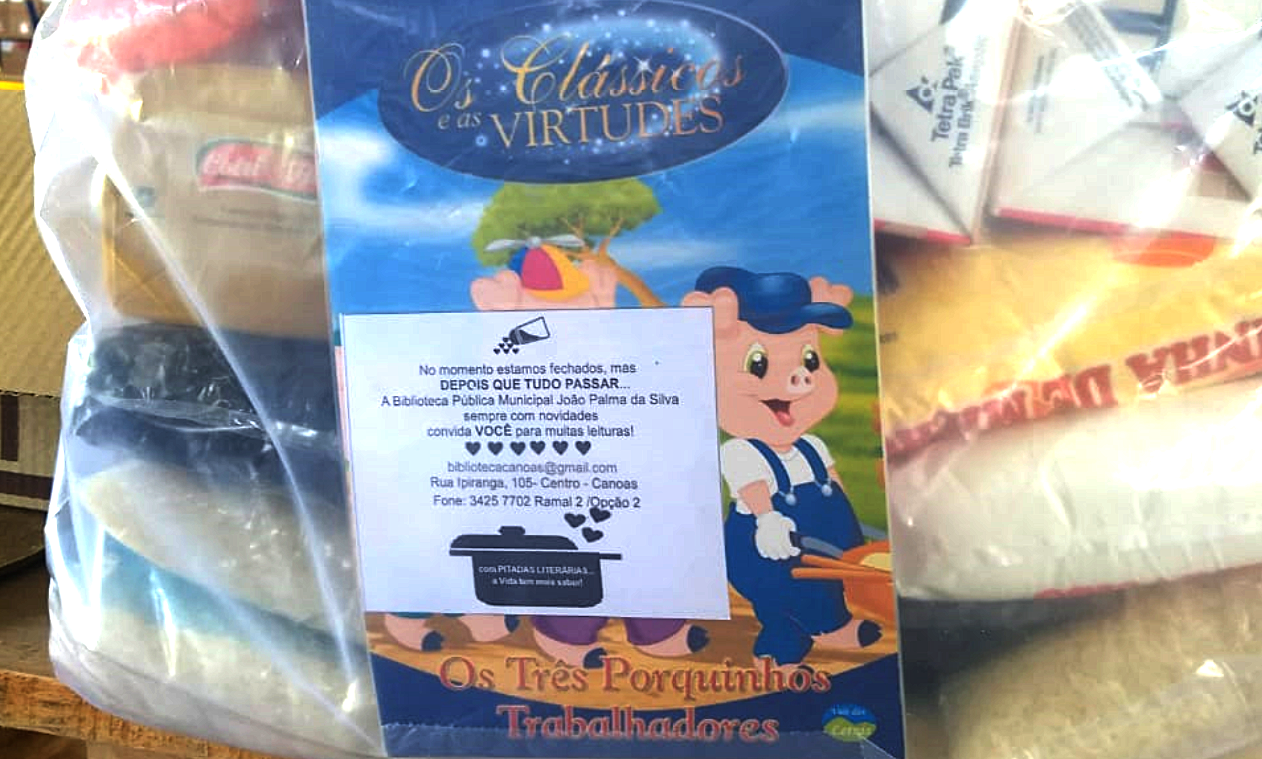 Os Clássicos
e as VIRTUDES
Tetra Pak
Tetra Brik
No momento estamos fechados, mas
DEPOIS QUE TUDO PASSAR...
A Biblioteca Pública Municipal João Palma da Silva
sempre com novidades
convida VOCÊ para muitas leituras!
bibliotecacanoas@gmail.com
Rua Ipiranga, 105- Centro - Canoas
Fone: 3425 7702 Ramal 2 /Opção 2
com PITADAS LITERÁRIAS...
a Vida tem mais sabor!
Os Três Porquinhos
Trabalhadores